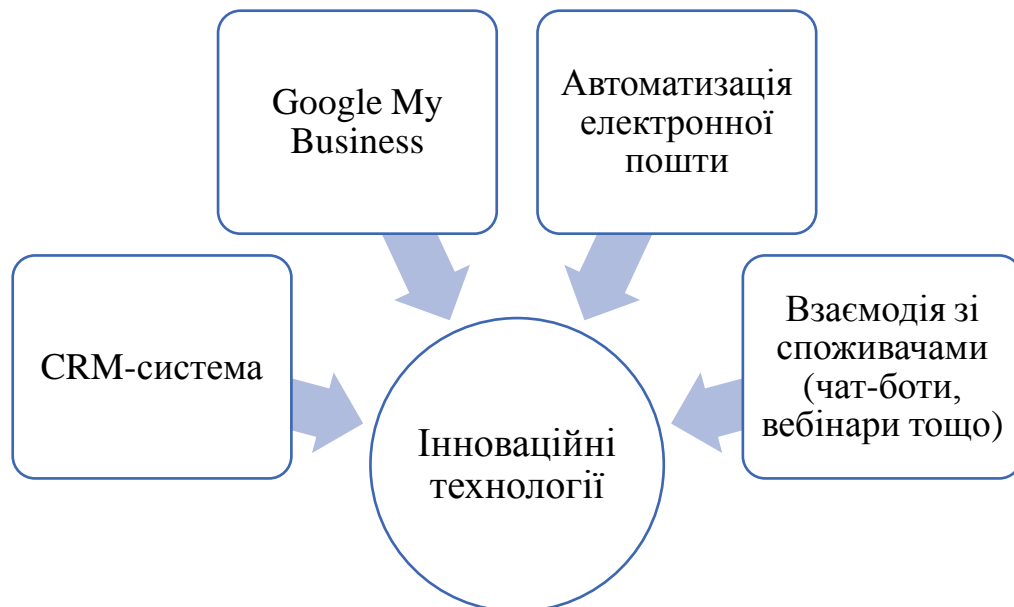 CRM-система
Google My
Business
Автоматизація
електронної
пошти
Взаємодія зі
споживачами
(чат-боти,
вебінари тощо)
Інноваційні
технології